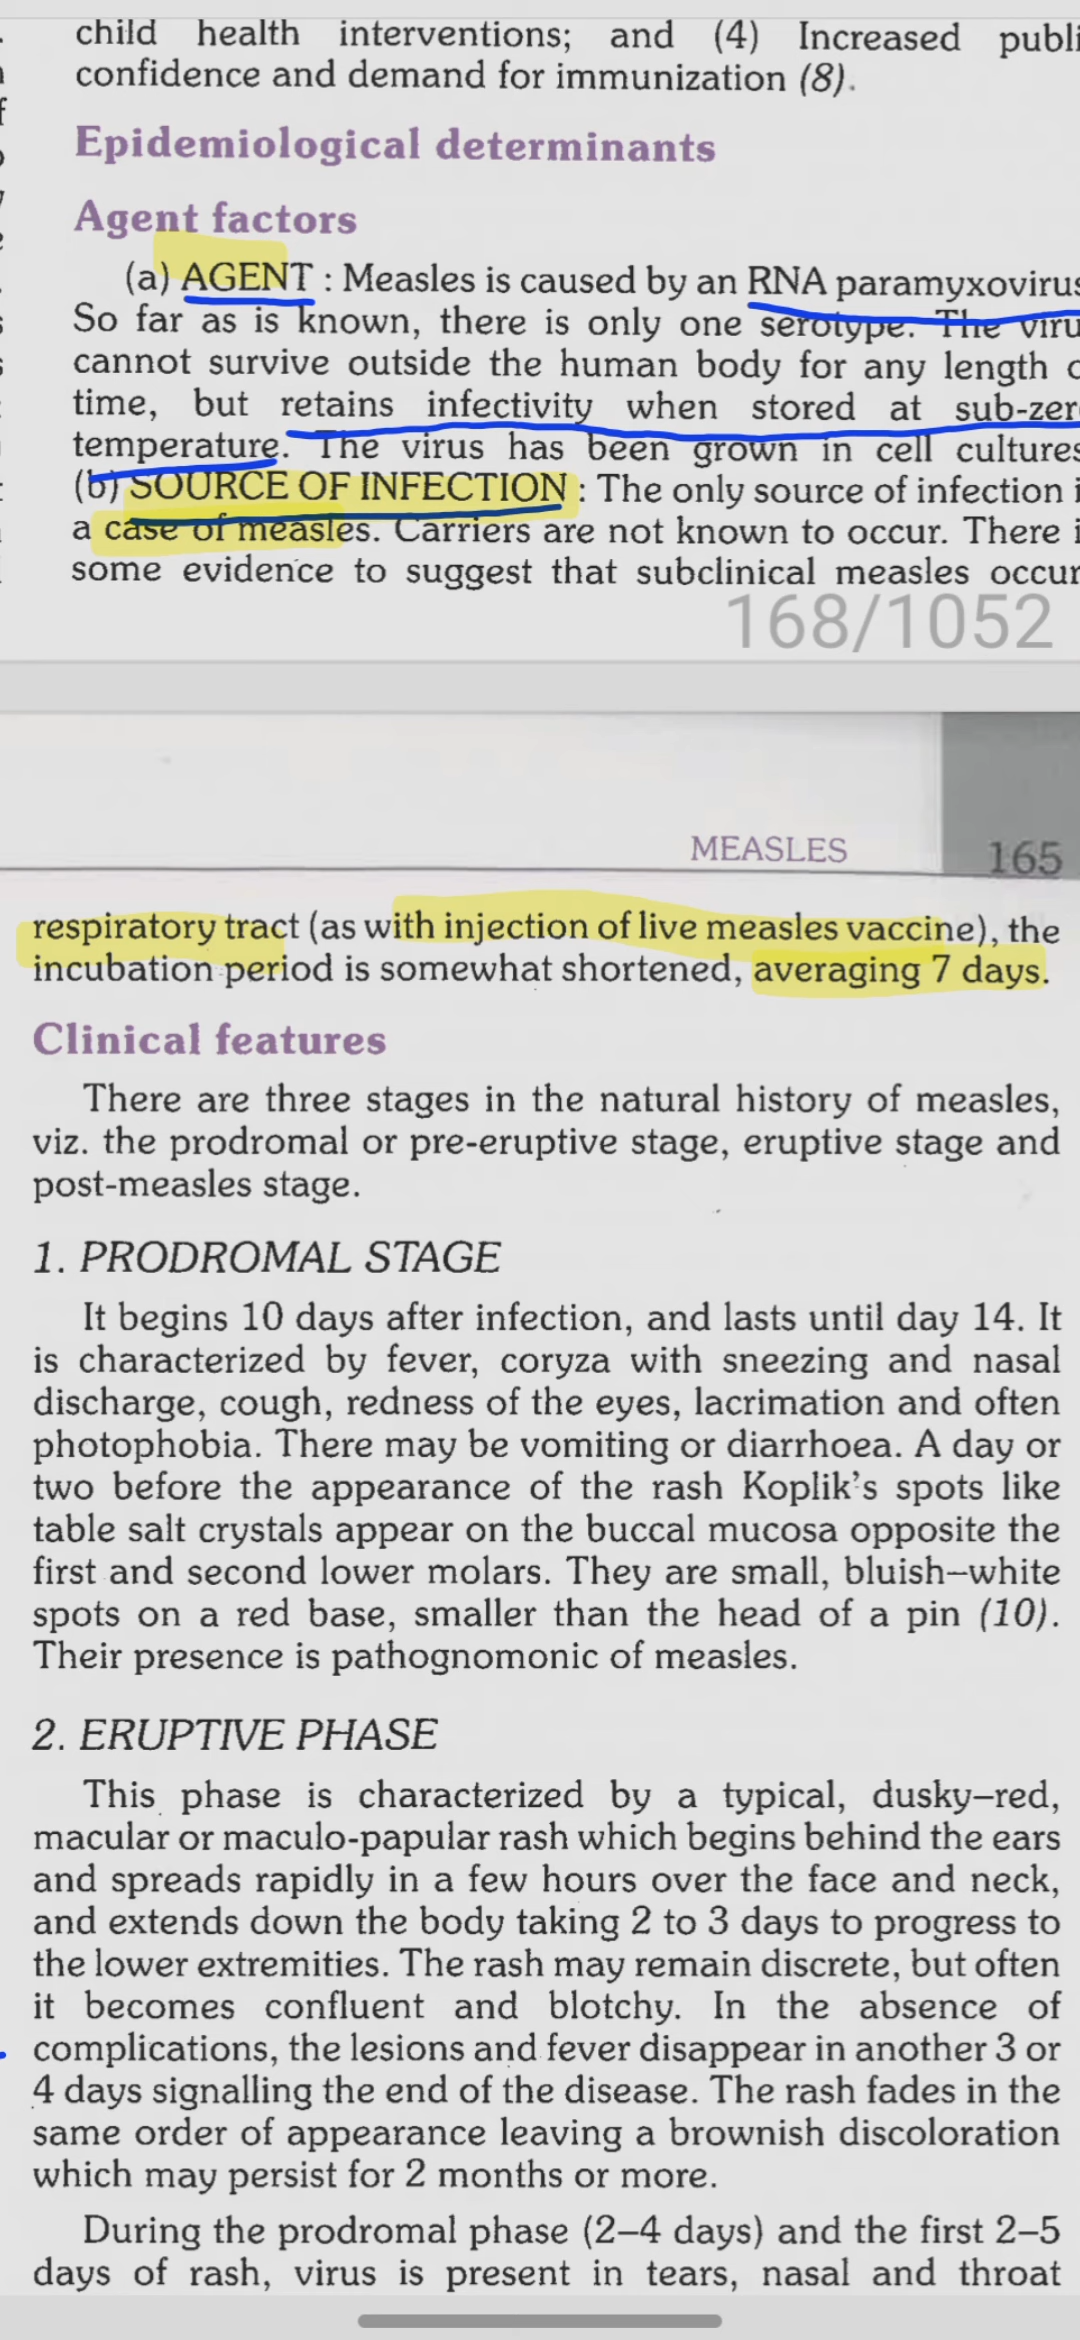 child health interventions; and (4) Increased publi
confidence and demand for immunization (8).
Epidemiological determinants
Agent factors
(a) AGENT : Measles is caused by an RNA paramyxovirus
So far as is known, there is only one serotype. The viru
cannot survive outside the human body for any length o
time, but retains infectivity when stored at sub-zero
temperature. The virus has been grown in cell cultures
(b) SOURCE OF INFECTION : The only source of infection i
a case of measles. Carriers are not known to occur. There i
some evidence to suggest that subclinical measles occur
168/1052
MEASLES 165
respiratory tract (as with injection of live measles vaccine), the
incubation period is somewhat shortened, averaging 7 days.
Clinical features
There are three stages in the natural history of measles,
viz. the prodromal or pre-eruptive stage, eruptive stage and
post-measles stage.
1. PRODROMAL STAGE
It begins 10 days after infection, and lasts until day 14. It
is characterized by fever, coryza with sneezing and nasal
discharge, cough, redness of the eyes, lacrimation and often
photophobia. There may be vomiting or diarrhoea. A day or
two before the appearance of the rash Koplik's spots like
table salt crystals appear on the buccal mucosa opposite the
first and second lower molars. They are small, bluish–white
spots on a red base, smaller than the head of a pin (10).
Their presence is pathognomonic of measles.
2. ERUPTIVE PHASE
This phase is characterized by a typical, dusky–red,
macular or maculo-papular rash which begins behind the ears
and spreads rapidly in a few hours over the face and neck,
and extends down the body taking 2 to 3 days to progress to
the lower extremities. The rash may remain discrete, but often
it becomes confluent and blotchy. In the absence of
complications, the lesions and fever disappear in another 3 or
4 days signalling the end of the disease. The rash fades in the
same order of appearance leaving a brownish discoloration
which may persist for 2 months or more.
During the prodromal phase (2–4 days) and the first 2–5
days of rash, virus is present in tears, nasal and throat